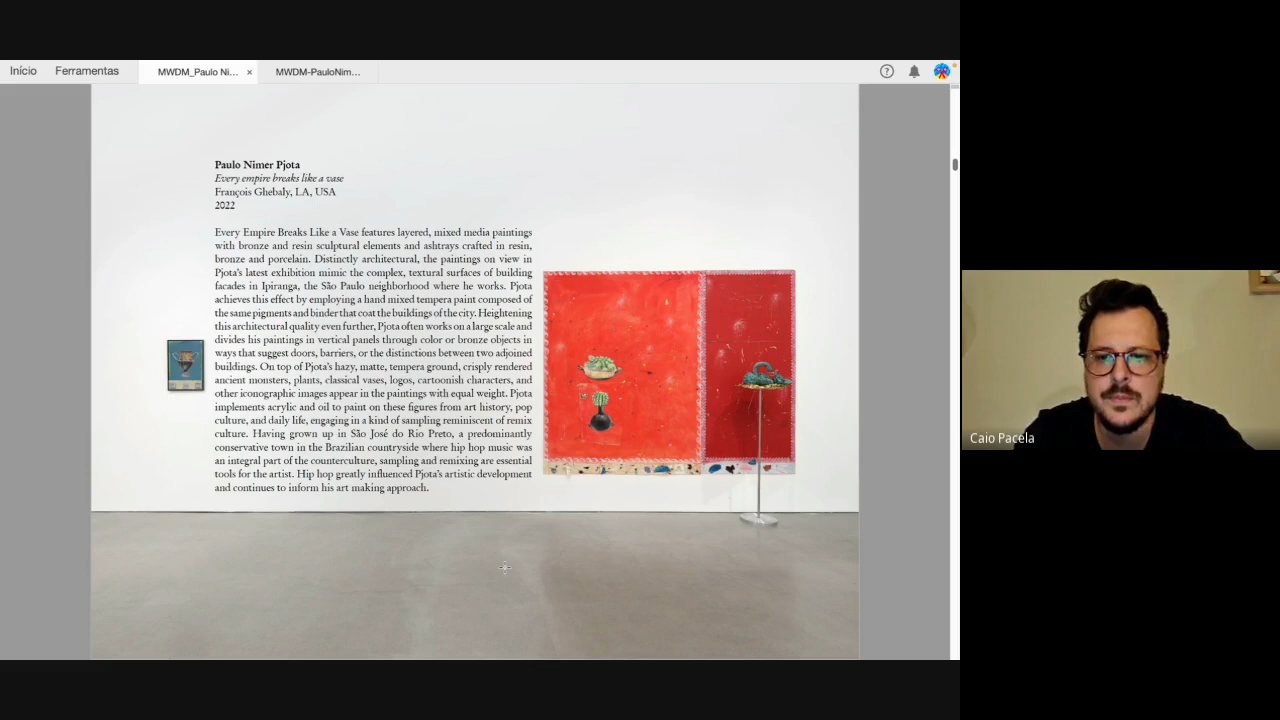 Início Ferramentas MWDM_Paulo Ni... × MWDM-PauloNim... ?
Paulo Nimer Pjota
Every empire breaks like a vase
François Ghebaly, LA, USA
2022
Every Empire Breaks Like a Vase features layered, mixed media paintings
with bronze and resin sculptural elements and ashtrays crafted in resin,
bronze and porcelain. Distinctly architectural, the paintings on view in
Pjota's latest exhibition mimic the complex, textural surfaces of building
facades in Ipiranga, the São Paulo neighborhood where he works. Pjota
achieves this effect by employing a hand mixed tempera paint composed of
the same pigments and binder that coat the buildings of the city. Heightening
this architectural quality even further, Pjota often works on a large scale and
divides his paintings in vertical panels through color or bronze objects in
ways that suggest doors, barriers, or the distinctions between two adjoined
buildings. On top of Pjota's hazy, matte, tempera ground, crisply rendered
ancient monsters, plants, classical vases, logos, cartoonish characters, and
other iconographic images appear in the paintings with equal weight. Pjota
implements acrylic and oil to paint on these figures from art history, pop
culture, and daily life, engaging in a kind of sampling reminiscent of remix
culture. Having grown up in São José do Rio Preto, a predominantly
conservative town in the Brazilian countryside where hip hop music was
an integral part of the counterculture, sampling and remixing are essential
tools for the artist. Hip hop greatly influenced Pjota's artistic development
and continues to inform his art making approach.
Caio Pacela